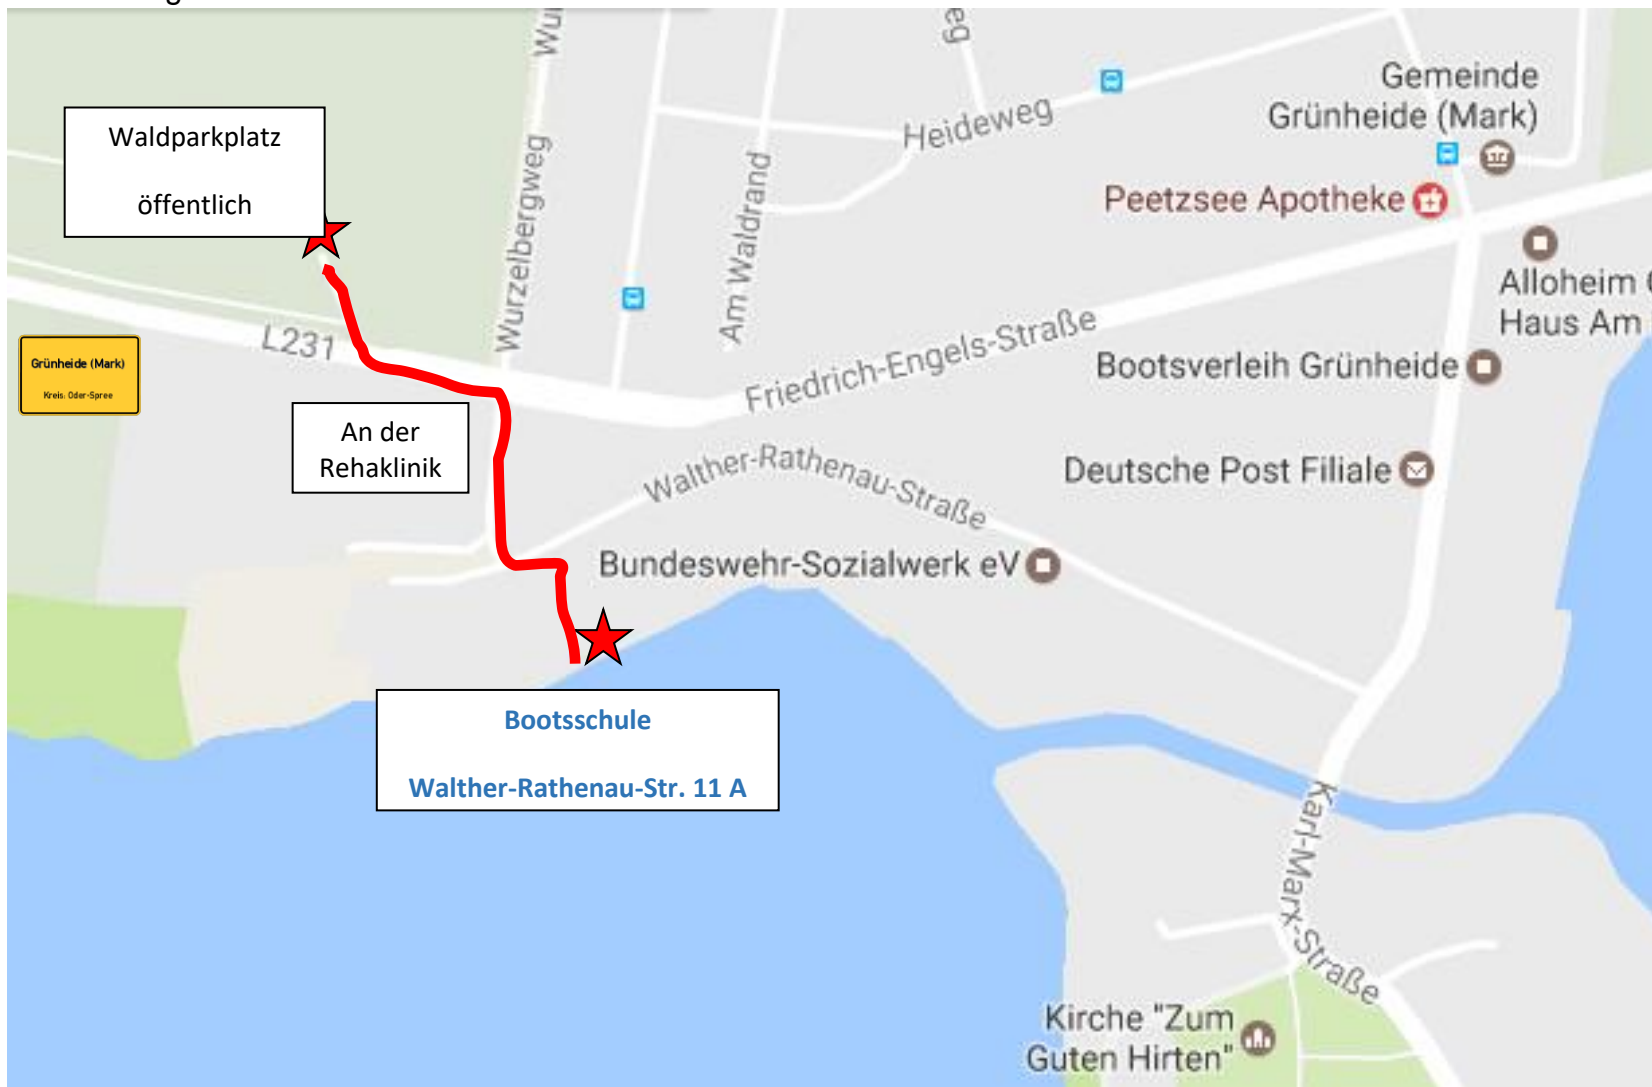 Waldparkplatz
öffentlich
Gemeinde
Grünheide (Mark)
Heideweg
Wurzelbergweg
Am Waldrand
Peetzsee Apotheke
Alloheim
Haus Am
L231
Friedrich-Engels-Straße
Grünheide (Mark)
Kreis: Oder-Spree
Bootsverleih Grünheide
An der
Rehaklinik
Walther-Rathenau-Straße
Deutsche Post Filiale
Bundeswehr-Sozialwerk eV
Bootsschule
Walther-Rathenau-Str. 11 A
Karl-Marx-Straße
Kirche "Zum
Guten Hirten"